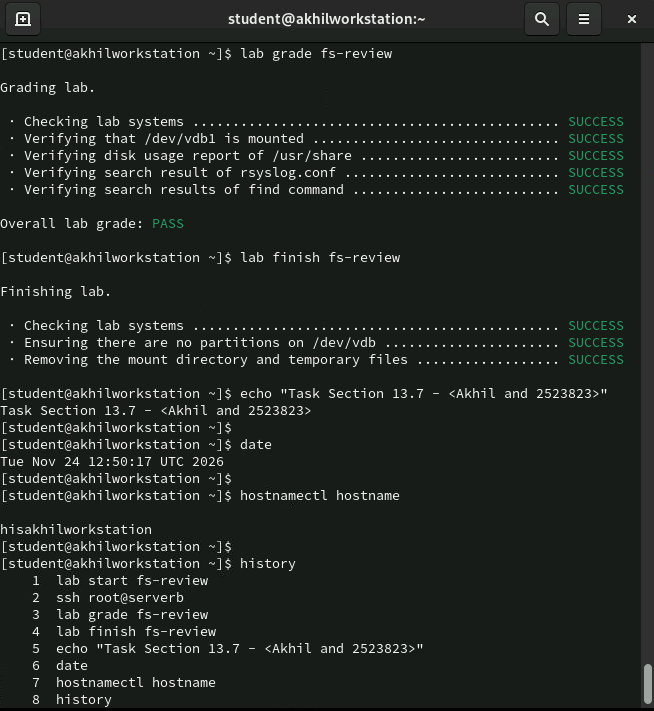 student@akhilworkstation:~
[student@akhilworkstation ~]$ lab grade fs-review
Grading lab.
· Checking lab systems .............................................. SUCCESS
· Verifying that /dev/vdb1 is mounted ............................... SUCCESS
· Verifying disk usage report of /usr/share ......................... SUCCESS
· Verifying search result of rsyslog.conf ........................... SUCCESS
· Verifying search results of find command .......................... SUCCESS
Overall lab grade: PASS
[student@akhilworkstation ~]$ lab finish fs-review
Finishing lab.
· Checking lab systems .............................................. SUCCESS
· Ensuring there are no partitions on /dev/vdb ...................... SUCCESS
· Removing the mount directory and temporary files .................. SUCCESS
[student@akhilworkstation ~]$ echo "Task Section 13.7 - <Akhil and 2523823>"
Task Section 13.7 - <Akhil and 2523823>
[student@akhilworkstation ~]$
[student@akhilworkstation ~]$ date
Tue Nov 24 12:50:17 UTC 2026
[student@akhilworkstation ~]$
[student@akhilworkstation ~]$ hostnamectl hostname
hisakhilworkstation
[student@akhilworkstation ~]$
[student@akhilworkstation ~]$ history
1 lab start fs-review
2 ssh root@serverb
3 lab grade fs-review
4 lab finish fs-review
5 echo "Task Section 13.7 - <Akhil and 2523823>"
6 date
7 hostnamectl hostname
8 history